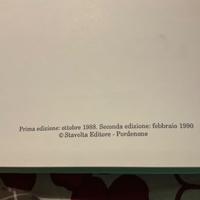 Prima edizione: ottobre 1988. Seconda edizione: febbraio 1990
© Stavolta Editore - Pordenone